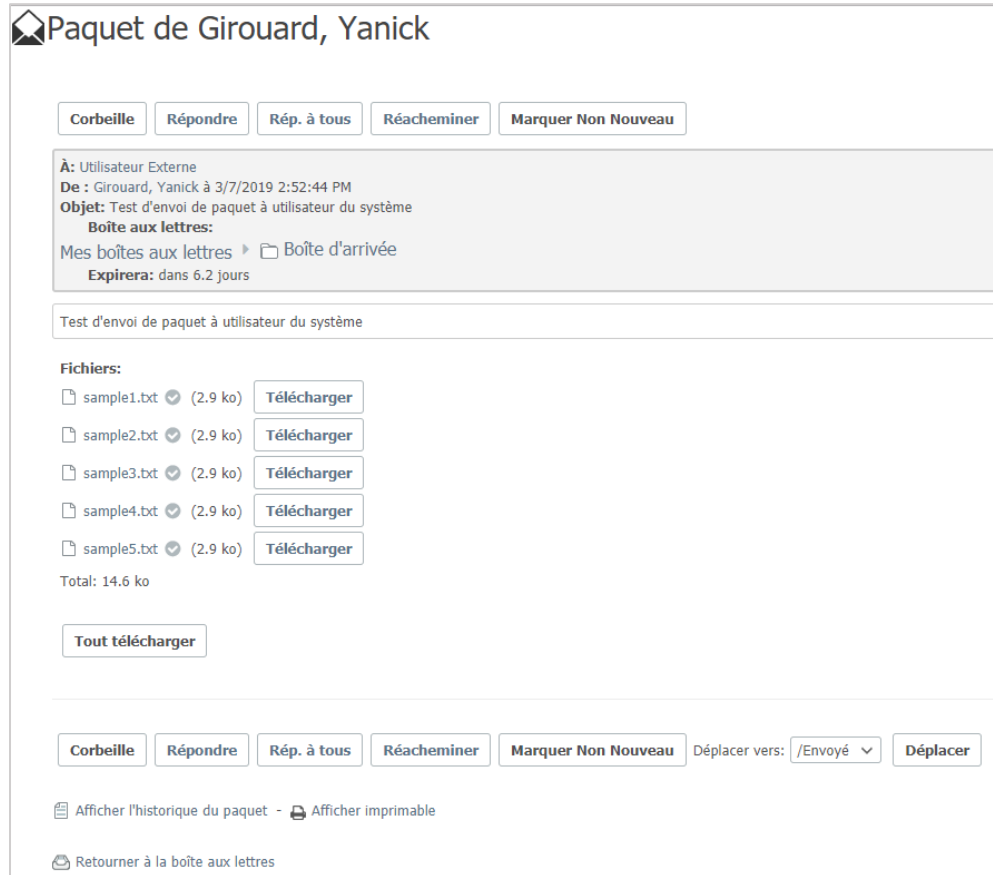 Paquet de Girouard, Yanick
Corbeille Répondre Rép. à tous Réacheminer Marquer Non Nouveau
À: Utilisateur Externe
De : Girouard, Yanick à 3/7/2019 2:52:44 PM
Objet: Test d'envoi de paquet à utilisateur du système
Boîte aux lettres:
Mes boîtes aux lettres Boîte d'arrivée
Expirera: dans 6.2 jours
Test d'envoi de paquet à utilisateur du système
Fichiers:
sample1.txt (2.9 ko) Télécharger
sample2.txt (2.9 ko) Télécharger
sample3.txt (2.9 ko) Télécharger
sample4.txt (2.9 ko) Télécharger
sample5.txt (2.9 ko) Télécharger
Total: 14.6 ko
Tout télécharger
Corbeille Répondre Rép. à tous Réacheminer Marquer Non Nouveau Déplacer vers: /Envoyé Déplacer
Afficher l'historique du paquet - Afficher imprimable
Retourner à la boîte aux lettres